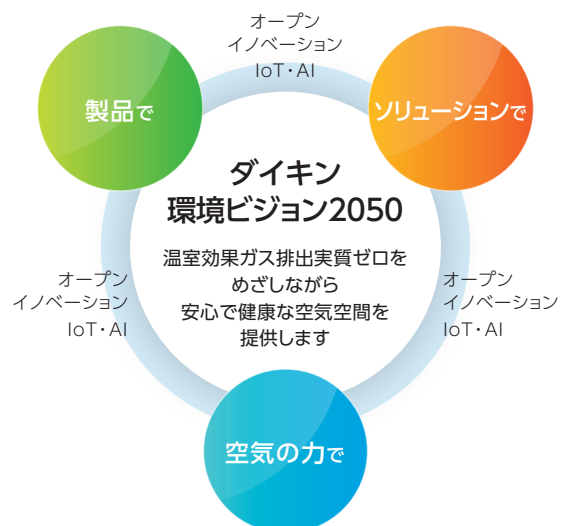 オープン
イノベーション
IoT・AI
製品で
ソリューションで
ダイキン
環境ビジョン2050
温室効果ガス排出実質ゼロを
めざしながら
安心で健康な空気空間を
提供します
オープン
イノベーション
IoT・AI
オープン
イノベーション
IoT・AI
空気の力で